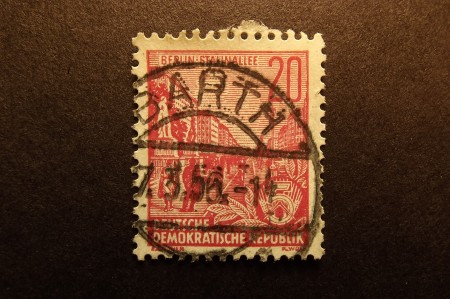 BERLIN-STALINALLEE
20
BARTH
DEUTSCHE
DEMOKRATISCHE REPUBLIK